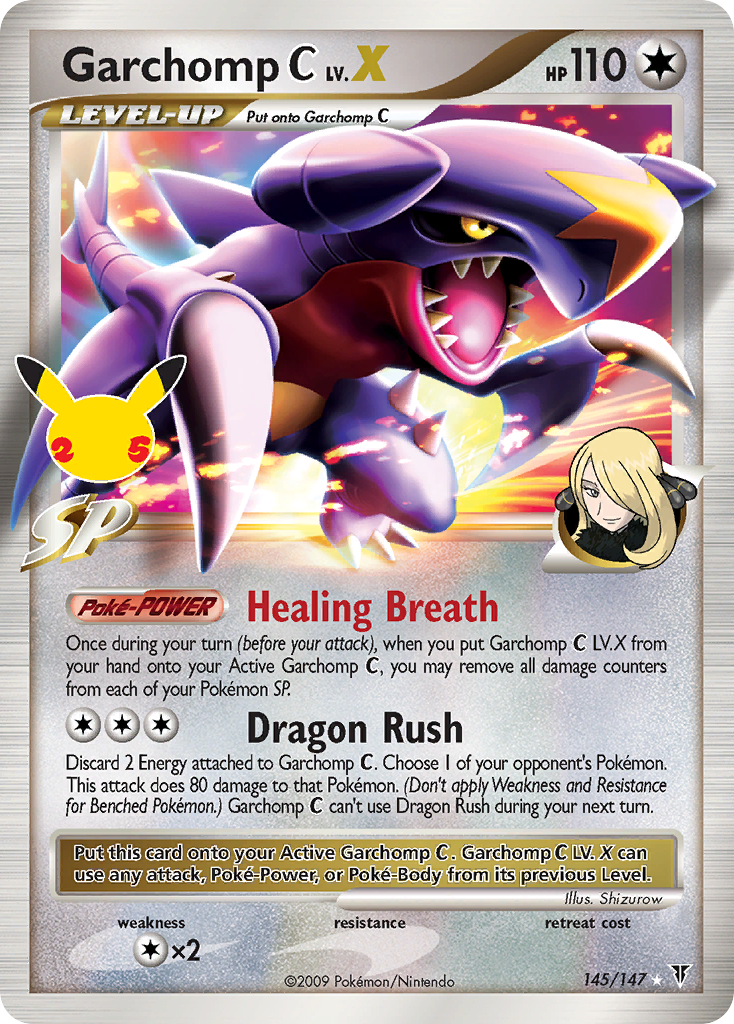 Garchomp C LV.X HP110
LEVEL-UP Put onto Garchomp C
25
SP
Poké-POWER Healing Breath
Once during your turn (before your attack), when you put Garchomp C LV.X from
your hand onto your Active Garchomp C, you may remove all damage counters
from each of your Pokémon SP.
Dragon Rush
Discard 2 Energy attached to Garchomp C. Choose 1 of your opponent's Pokémon.
This attack does 80 damage to that Pokémon. (Don't apply Weakness and Resistance
for Benched Pokémon.) Garchomp C can't use Dragon Rush during your next turn.
Put this card onto your Active Garchomp C. Garchomp C LV. X can
use any attack, Poké-Power, or Poké-Body from its previous Level.
Illus. Shizurow
weakness resistance retreat cost
×2
©2009 Pokémon/Nintendo 145/147